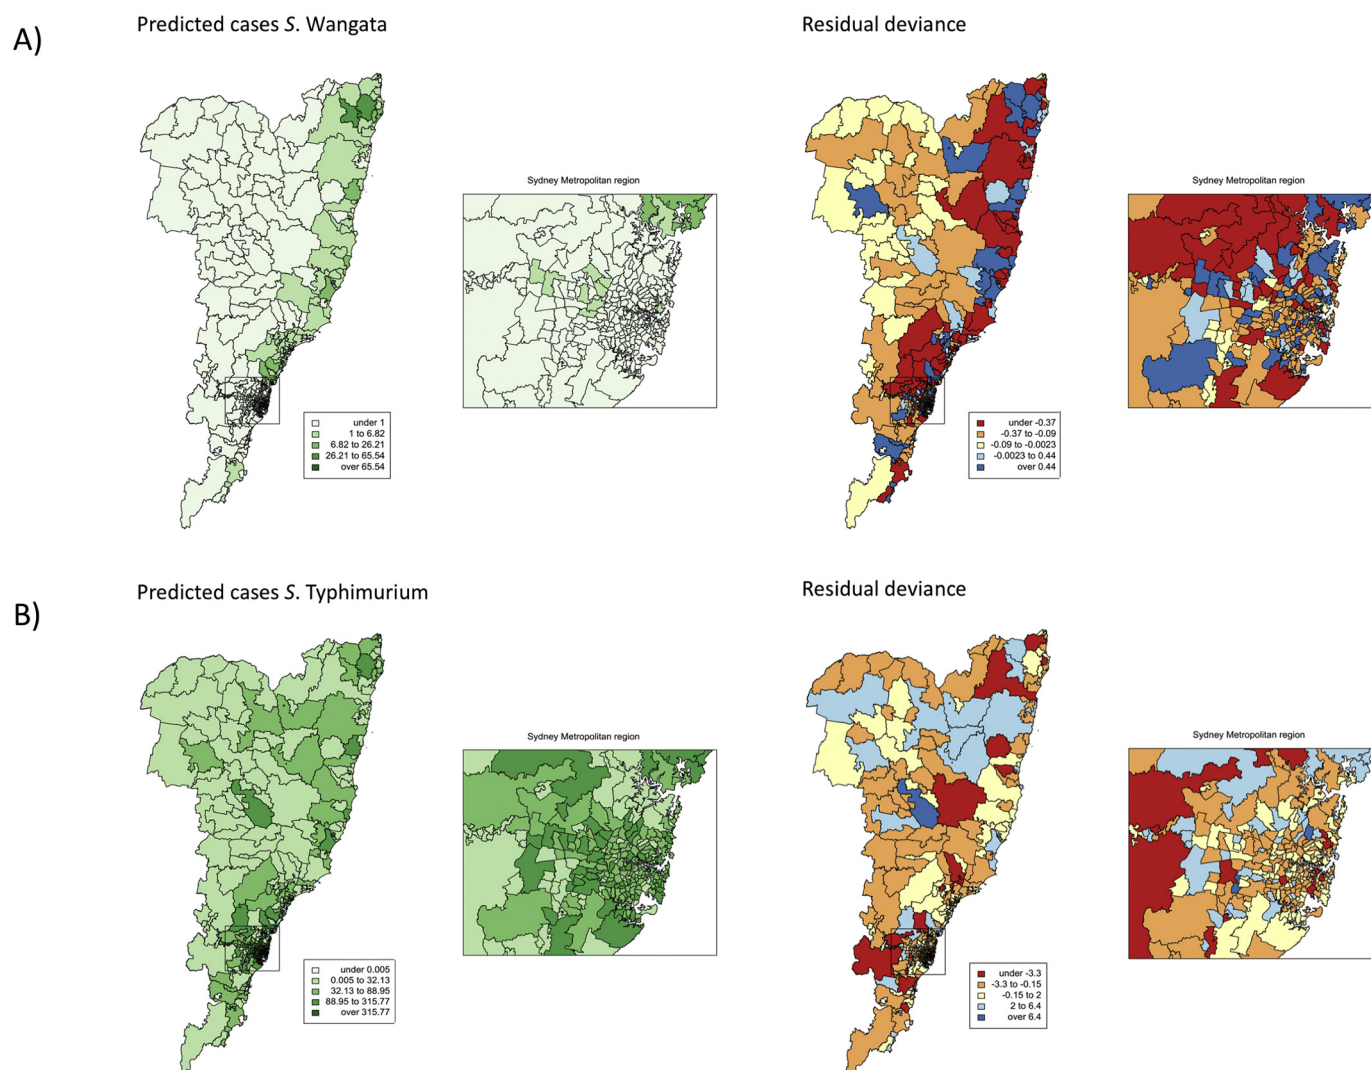 A)
Predicted cases S. Wangata
Residual deviance
Sydney Metropolitan region
Sydney Metropolitan region
under 1
1 to 6.82
6.82 to 26.21
26.21 to 65.54
over 65.54
under -0.37
-0.37 to -0.09
-0.09 to -0.0023
-0.0023 to 0.44
over 0.44
B)
Predicted cases S. Typhimurium
Residual deviance
Sydney Metropolitan region
Sydney Metropolitan region
under 0.005
0.005 to 32.13
32.13 to 88.95
88.95 to 315.77
over 315.77
under -3.3
-3.3 to -0.15
-0.15 to 2
2 to 6.4
over 6.4